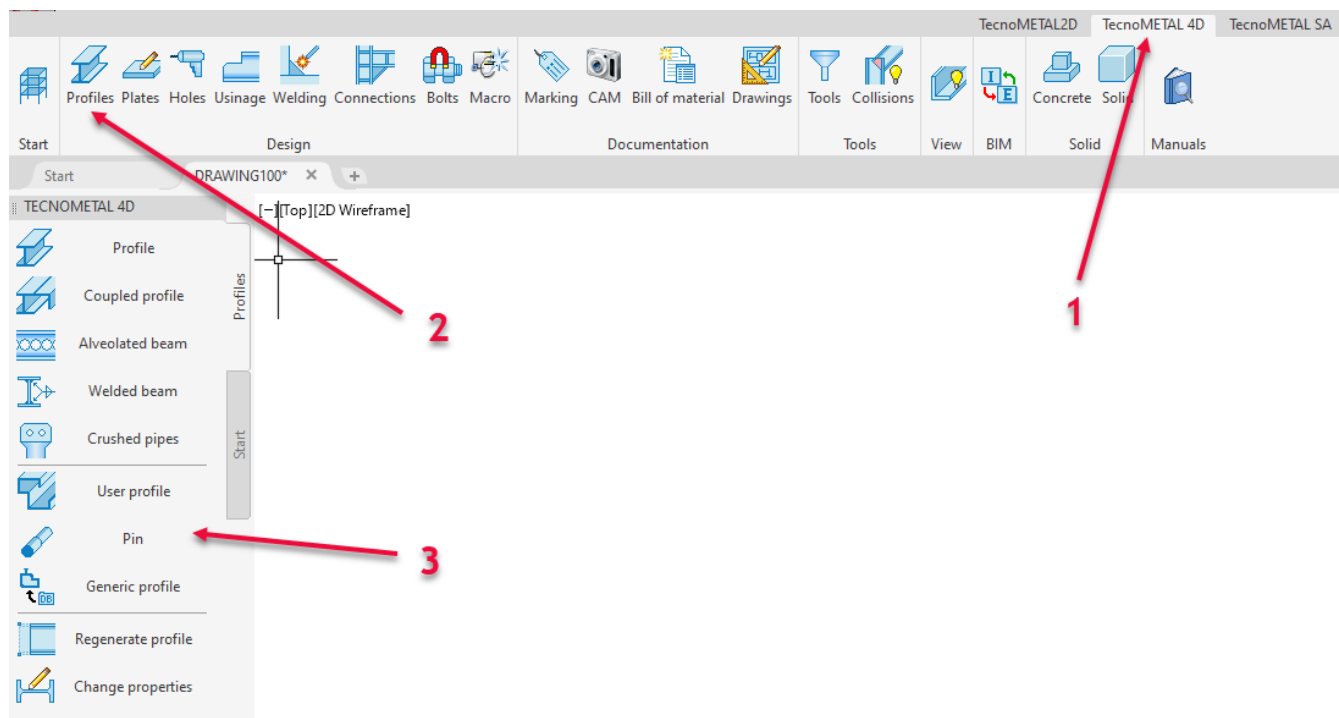 TecnoMETAL2D TecnoMETAL 4D TecnoMETAL SA
Profiles Plates Holes Usinage Welding Connections Bolts Macro Marking CAM Bill of material Drawings Tools Collisions Concrete Solid
Start Design Documentation Tools View BIM Solid Manuals
Start DRAWING100* × +
TECNOMETAL 4D
[−][Top][2D Wireframe]
Profile
Coupled profile
Alveolated beam
Welded beam
Crushed pipes
User profile
Pin
Generic profile
DB
Regenerate profile
Change properties
Profiles
Start
1
2
3